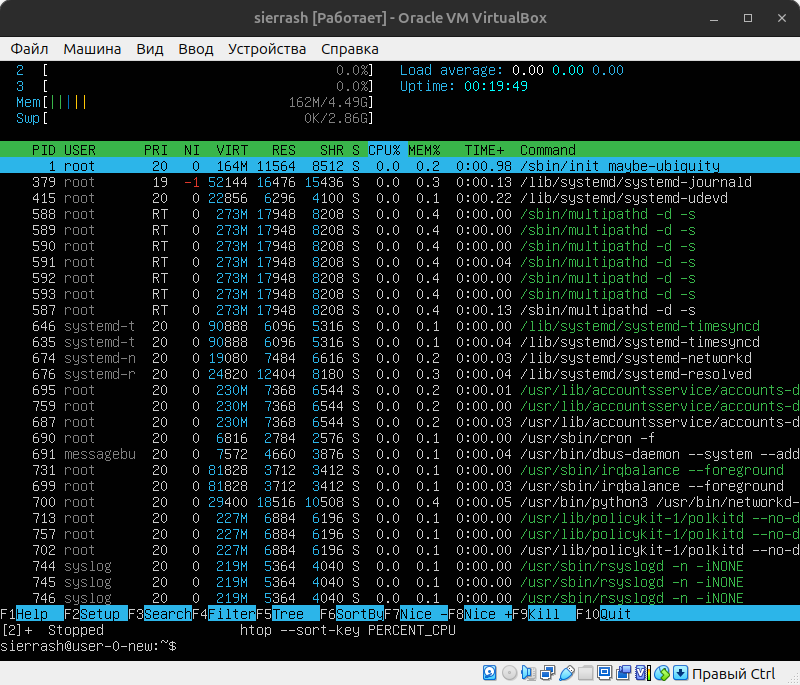 sierrash [Работает] - Oracle VM VirtualBox
Файл Машина Вид Ввод Устройства Справка
2 [ 0.0%] Load average: 0.00 0.00 0.00
3 [ 0.0%] Uptime: 00:19:49
Mem[||||| 162M/4.49G]
Swp[ 0K/2.86G]
PID USER PRI NI VIRT RES SHR S CPU% MEM% TIME+ Command
1 root 20 0 164M 11564 8512 S 0.0 0.2 0:00.98 /sbin/init maybe-ubiquity
379 root 19 -1 52144 16476 15436 S 0.0 0.3 0:00.13 /lib/systemd/systemd-journald
415 root 20 0 22856 6296 4100 S 0.0 0.1 0:00.22 /lib/systemd/systemd-udevd
588 root RT 0 273M 17948 8208 S 0.0 0.4 0:00.00 /sbin/multipathd -d -s
589 root RT 0 273M 17948 8208 S 0.0 0.4 0:00.00 /sbin/multipathd -d -s
590 root RT 0 273M 17948 8208 S 0.0 0.4 0:00.00 /sbin/multipathd -d -s
591 root RT 0 273M 17948 8208 S 0.0 0.4 0:00.04 /sbin/multipathd -d -s
592 root RT 0 273M 17948 8208 S 0.0 0.4 0:00.00 /sbin/multipathd -d -s
593 root RT 0 273M 17948 8208 S 0.0 0.4 0:00.00 /sbin/multipathd -d -s
587 root RT 0 273M 17948 8208 S 0.0 0.4 0:00.13 /sbin/multipathd -d -s
646 systemd-t 20 0 90888 6096 5316 S 0.0 0.1 0:00.00 /lib/systemd/systemd-timesyncd
635 systemd-t 20 0 90888 6096 5316 S 0.0 0.1 0:00.04 /lib/systemd/systemd-timesyncd
674 systemd-n 20 0 19080 7484 6616 S 0.0 0.2 0:00.03 /lib/systemd/systemd-networkd
676 systemd-r 20 0 24820 12404 8180 S 0.0 0.3 0:00.04 /lib/systemd/systemd-resolved
695 root 20 0 230M 7368 6544 S 0.0 0.2 0:00.01 /usr/lib/accountsservice/accounts-d
759 root 20 0 230M 7368 6544 S 0.0 0.2 0:00.00 /usr/lib/accountsservice/accounts-d
687 root 20 0 230M 7368 6544 S 0.0 0.2 0:00.03 /usr/lib/accountsservice/accounts-d
690 root 20 0 6816 2784 2576 S 0.0 0.1 0:00.00 /usr/sbin/cron -f
691 messagebu 20 0 7572 4660 3876 S 0.0 0.1 0:00.04 /usr/bin/dbus-daemon --system --add
731 root 20 0 81828 3712 3412 S 0.0 0.1 0:00.00 /usr/sbin/irqbalance --foreground
699 root 20 0 81828 3712 3412 S 0.0 0.1 0:00.03 /usr/sbin/irqbalance --foreground
700 root 20 0 29400 18516 10508 S 0.0 0.4 0:00.05 /usr/bin/python3 /usr/bin/networkd-
713 root 20 0 227M 6884 6196 S 0.0 0.1 0:00.00 /usr/lib/policykit-1/polkitd --no-d
757 root 20 0 227M 6884 6196 S 0.0 0.1 0:00.00 /usr/lib/policykit-1/polkitd --no-d
702 root 20 0 227M 6884 6196 S 0.0 0.1 0:00.00 /usr/lib/policykit-1/polkitd --no-d
744 syslog 20 0 219M 5364 4040 S 0.0 0.1 0:00.00 /usr/sbin/rsyslogd -n -iNONE
745 syslog 20 0 219M 5364 4040 S 0.0 0.1 0:00.00 /usr/sbin/rsyslogd -n -iNONE
746 syslog 20 0 219M 5364 4040 S 0.0 0.1 0:00.00 /usr/sbin/rsyslogd -n -iNONE
F1Help F2Setup F3SearchF4FilterF5Tree F6SortByF7Nice -F8Nice +F9Kill F10Quit
[2]+ Stopped htop --sort-key PERCENT_CPU
sierrash@user-0-new:~$
Правый Ctrl